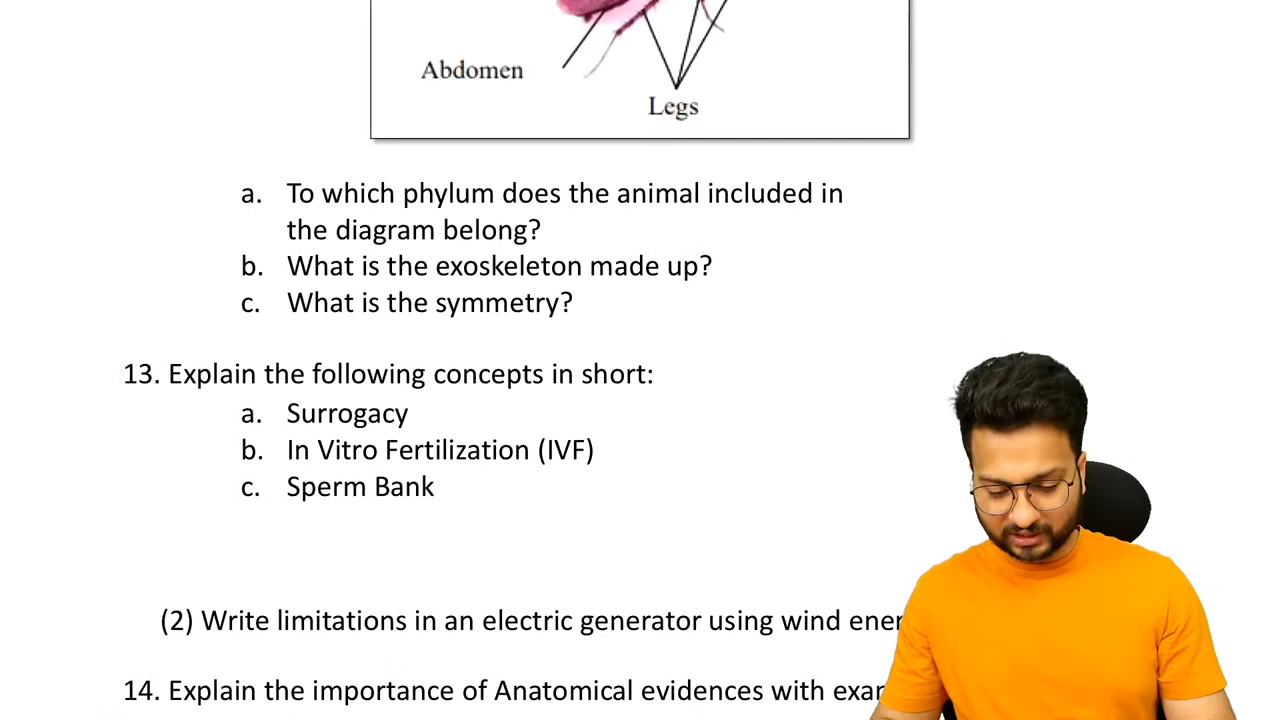 Abdomen
Legs
a. To which phylum does the animal included in
the diagram belong?
b. What is the exoskeleton made up?
c. What is the symmetry?
13. Explain the following concepts in short:
a. Surrogacy
b. In Vitro Fertilization (IVF)
c. Sperm Bank
(2) Write limitations in an electric generator using wind
14. Explain the importance of Anatomical evidences with